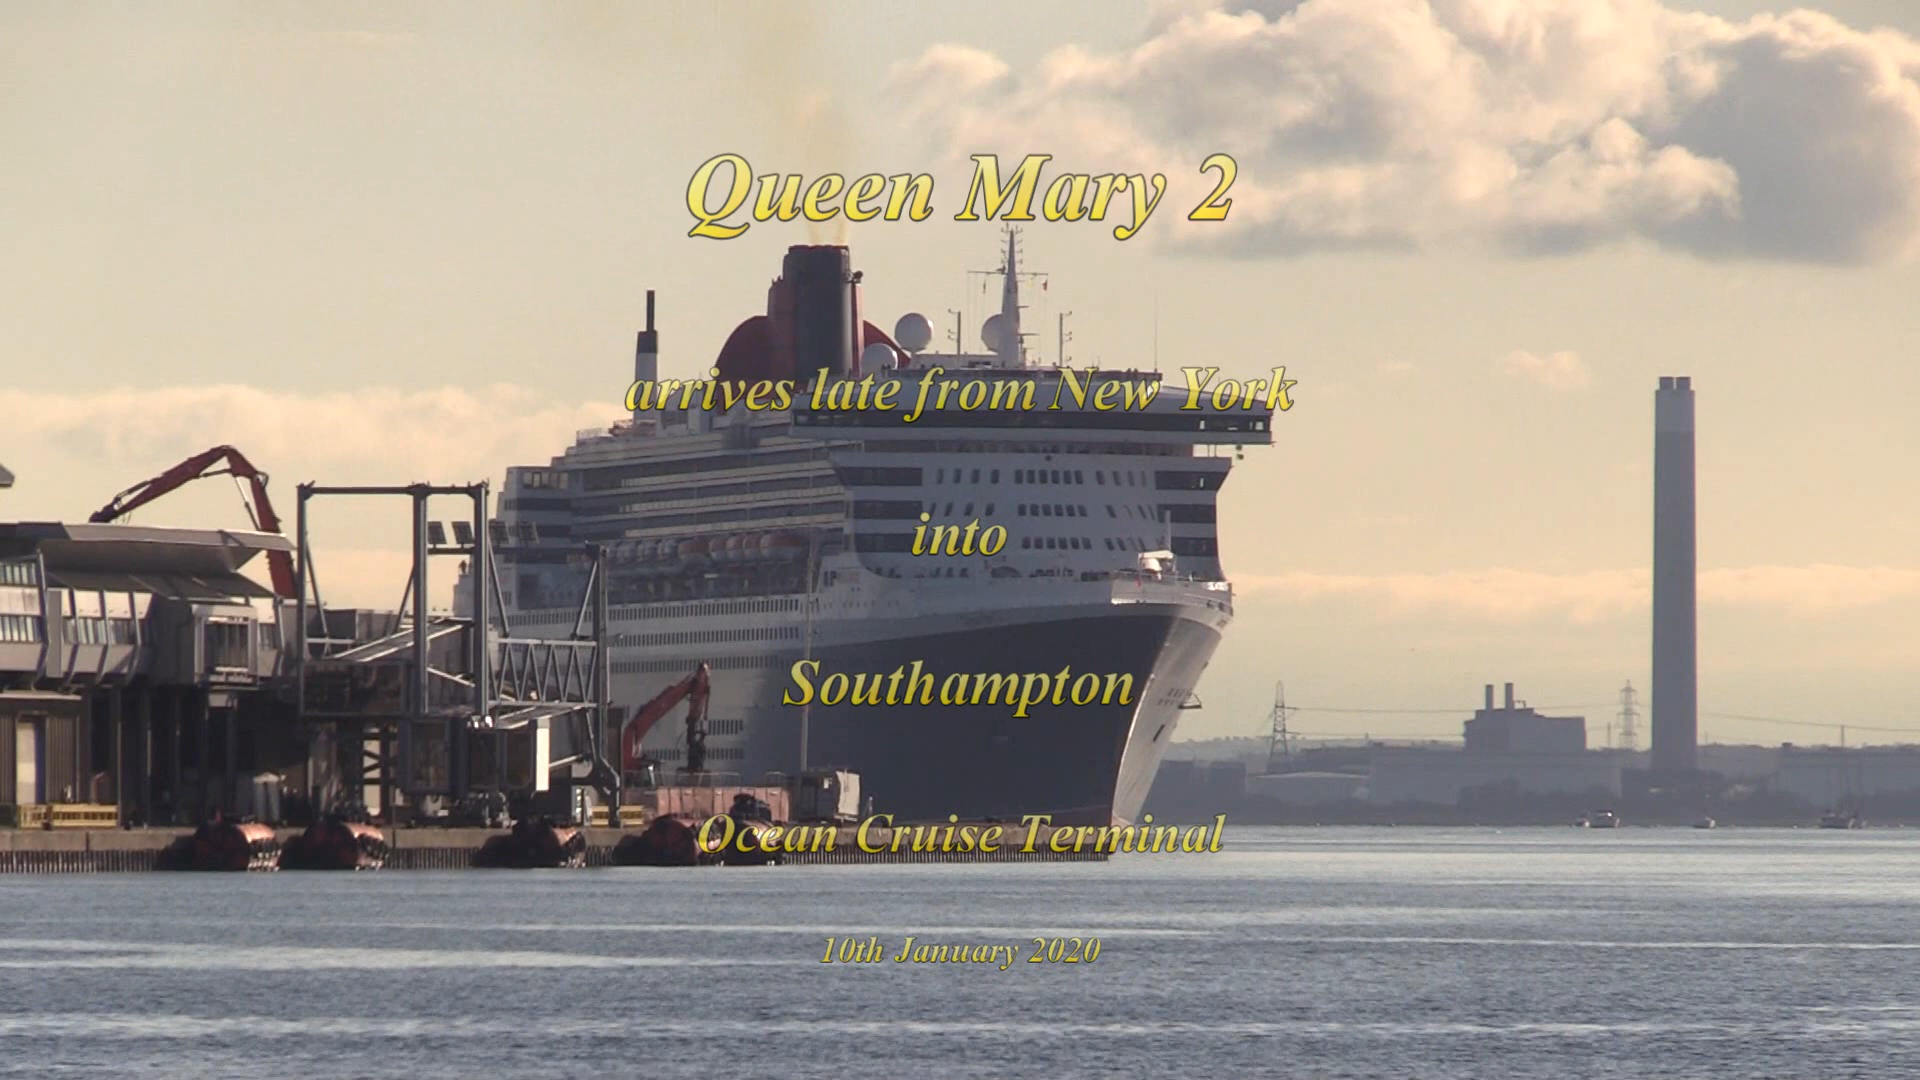 Queen Mary 2
arrives late from New York
into
Southampton
Ocean Cruise Terminal
10th January 2020